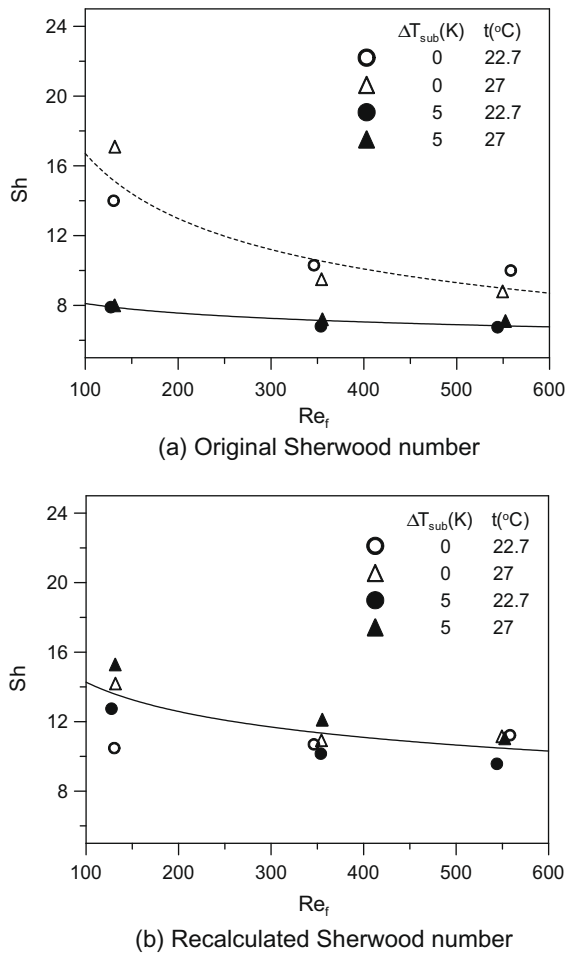 24
20
16
12
8
Sh
ΔTsub(K) t(°C)
0 22.7
0 27
5 22.7
5 27
100 200 300 400 500 600
Ref
(a) Original Sherwood number
24
20
16
12
8
Sh
ΔTsub(K) t(°C)
0 22.7
0 27
5 22.7
5 27
100 200 300 400 500 600
Ref
(b) Recalculated Sherwood number